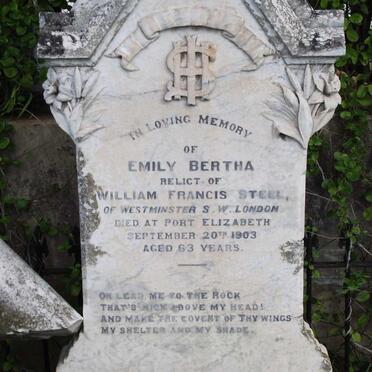 IHS
IN LOVING MEMORY
OF
EMILY BERTHA
RELICT OF
WILLIAM FRANCIS STEEL,
OF WESTMINSTER S.W. LONDON
DIED AT PORT ELIZABETH
SEPTEMBER 20TH 1903
AGED 63 YEARS.
OH LEAD ME TO THE ROCK
THAT'S HIGH ABOVE MY HEAD!
AND MAKE THE COVERT OF THY WINGS
MY SHELTER AND MY SHADE.